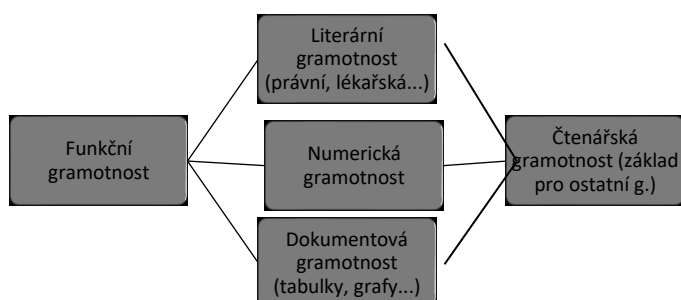 Literární
gramotnost
(právní, lékařská...)
Funkční
gramotnost
Numerická
gramotnost
Čtenářská
gramotnost (základ
pro ostatní g.)
Dokumentová
gramotnost
(tabulky, grafy...)